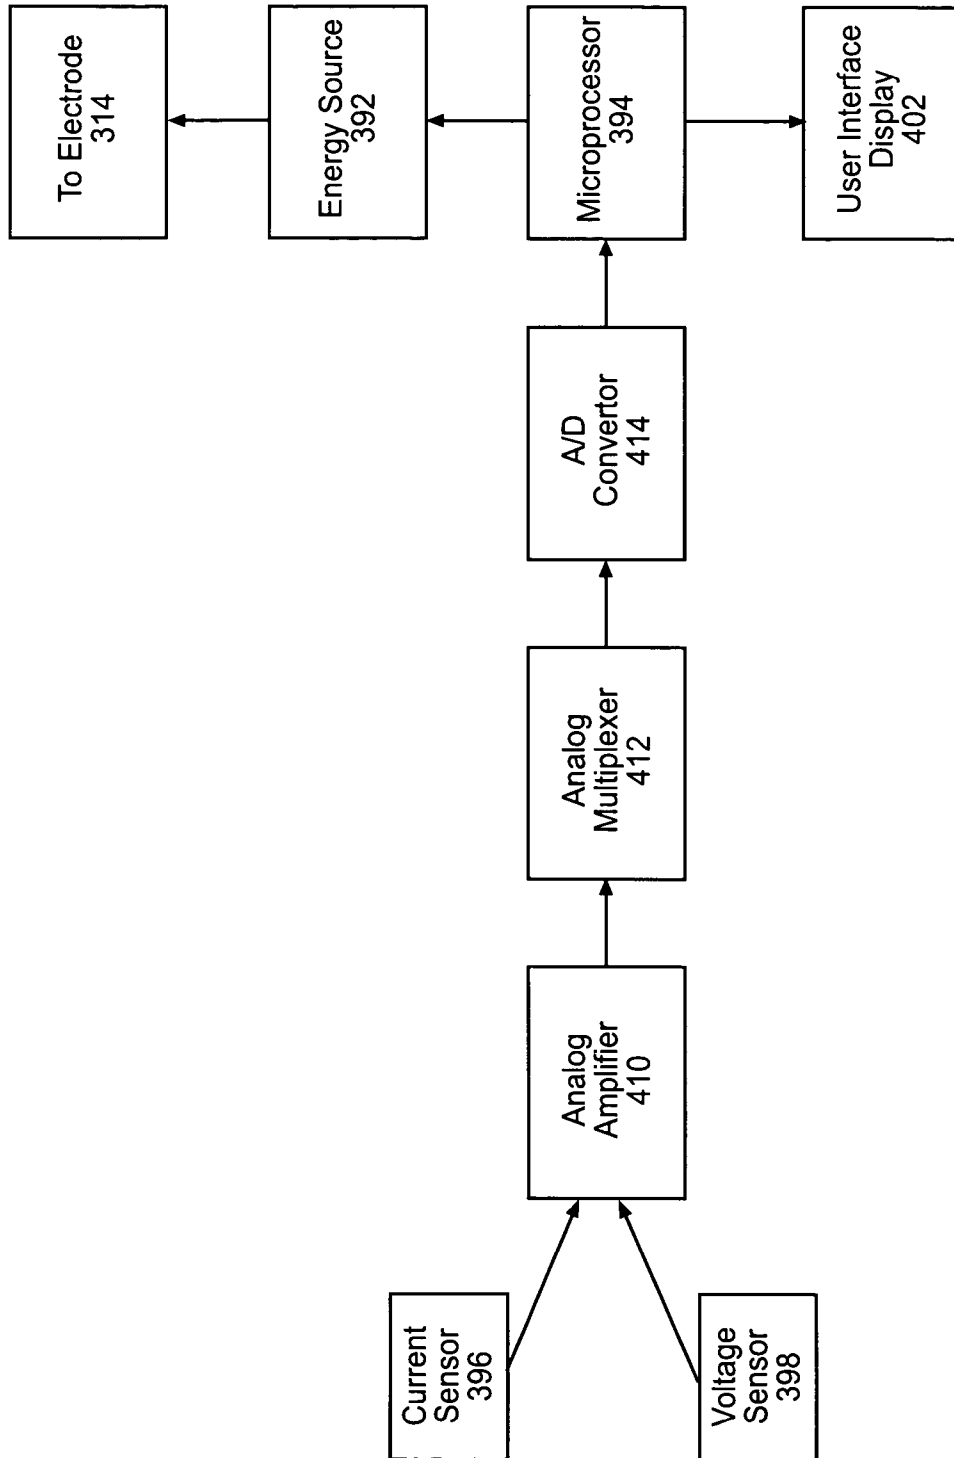 To Electrode
314
Energy Source
392
Microprocessor
394
User Interface
Display
402
A/D
Convertor
414
Analog
Multiplexer
412
Analog
Amplifier
410
Current
Sensor
396
Voltage
Sensor
398